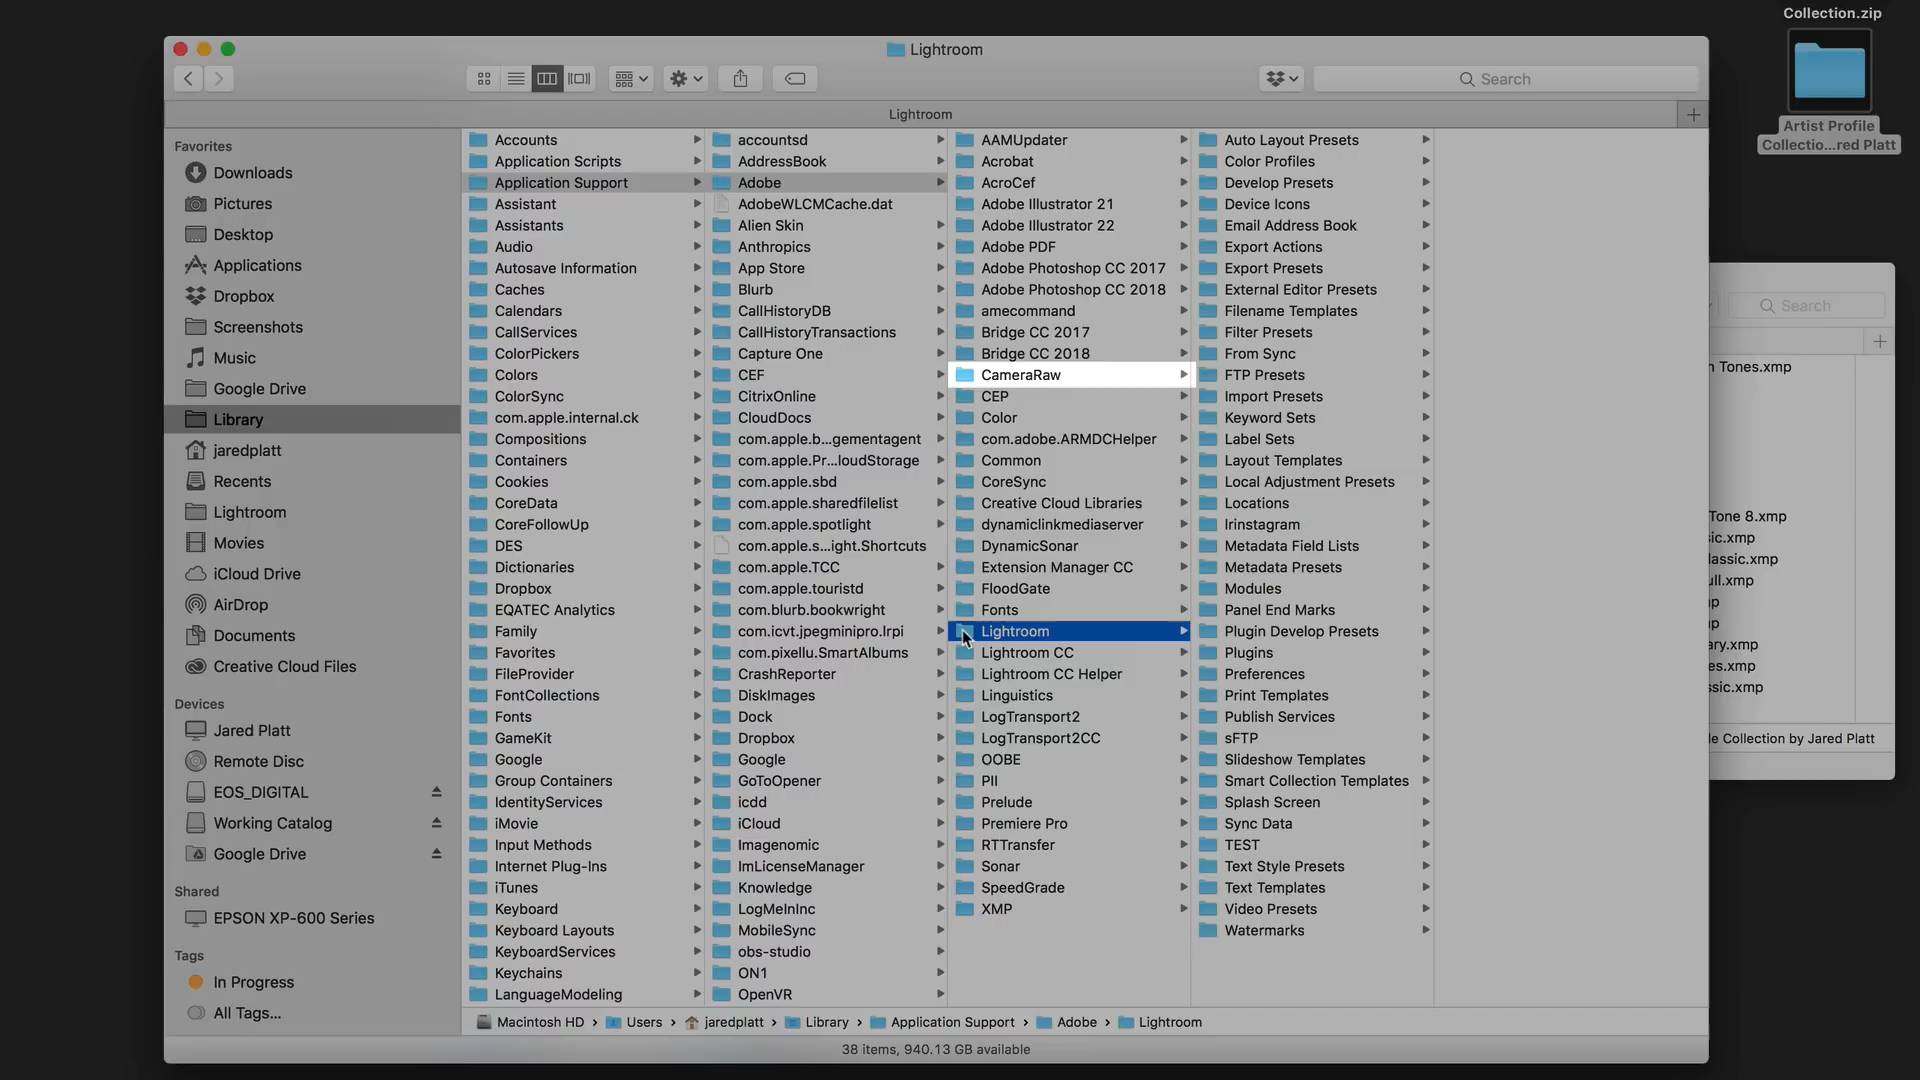 Collection.zip
Artist Profile
Collectio...red Platt
Lightroom
Search
Lightroom
Favorites
Downloads
Pictures
Desktop
Applications
Dropbox
Screenshots
Music
Google Drive
Library
jaredplatt
Recents
Lightroom
Movies
iCloud Drive
AirDrop
Documents
Creative Cloud Files
Devices
Jared Platt
Remote Disc
EOS_DIGITAL
Working Catalog
Google Drive
Shared
EPSON XP-600 Series
Tags
In Progress
All Tags...
Accounts
Application Scripts
Application Support
Assistant
Assistants
Audio
Autosave Information
Caches
Calendars
CallServices
ColorPickers
Colors
ColorSync
com.apple.internal.ck
Compositions
Containers
Cookies
CoreData
CoreFollowUp
DES
Dictionaries
Dropbox
EQATEC Analytics
Family
Favorites
FileProvider
FontCollections
Fonts
GameKit
Google
Group Containers
IdentityServices
iMovie
Input Methods
Internet Plug-Ins
iTunes
Keyboard
Keyboard Layouts
KeyboardServices
Keychains
LanguageModeling
accountsd
AddressBook
Adobe
AdobeWLCMCache.dat
Alien Skin
Anthropics
App Store
Blurb
CallHistoryDB
CallHistoryTransactions
Capture One
CEF
CitrixOnline
CloudDocs
com.apple.b...gementagent
com.apple.Pr...loudStorage
com.apple.sbd
com.apple.sharedfilelist
com.apple.spotlight
com.apple.s...ight.Shortcuts
com.apple.TCC
com.apple.touristd
com.blurb.bookwright
com.icvt.jpegminipro.lrpi
com.pixellu.SmartAlbums
CrashReporter
DiskImages
Dock
Dropbox
Google
GoToOpener
icdd
iCloud
Imagenomic
ImLicenseManager
Knowledge
LogMeInInc
MobileSync
obs-studio
ON1
OpenVR
AAMUpdater
Acrobat
AcroCef
Adobe Illustrator 21
Adobe Illustrator 22
Adobe PDF
Adobe Photoshop CC 2017
Adobe Photoshop CC 2018
amecommand
Bridge CC 2017
Bridge CC 2018
CameraRaw
CEP
Color
com.adobe.ARMDCHelper
Common
CoreSync
Creative Cloud Libraries
dynamiclinkmediaserver
DynamicSonar
Extension Manager CC
FloodGate
Fonts
Lightroom
Lightroom CC
Lightroom CC Helper
Linguistics
LogTransport2
LogTransport2CC
OOBE
PII
Prelude
Premiere Pro
RTTransfer
Sonar
SpeedGrade
XMP
Auto Layout Presets
Color Profiles
Develop Presets
Device Icons
Email Address Book
Export Actions
Export Presets
External Editor Presets
Filename Templates
Filter Presets
From Sync
FTP Presets
Import Presets
Keyword Sets
Label Sets
Layout Templates
Local Adjustment Presets
Locations
lrinstagram
Metadata Field Lists
Metadata Presets
Modules
Panel End Marks
Plugin Develop Presets
Plugins
Preferences
Print Templates
Publish Services
sFTP
Slideshow Templates
Smart Collection Templates
Splash Screen
Sync Data
TEST
Text Style Presets
Text Templates
Video Presets
Watermarks
Search
n Tones.xmp
Tone 8.xmp
ic.xmp
lassic.xmp
ull.xmp
np
np
ary.xmp
es.xmp
ssic.xmp
le Collection by Jared Platt
Macintosh HD › Users › jaredplatt › Library › Application Support › Adobe › Lightroom
38 items, 940.13 GB available